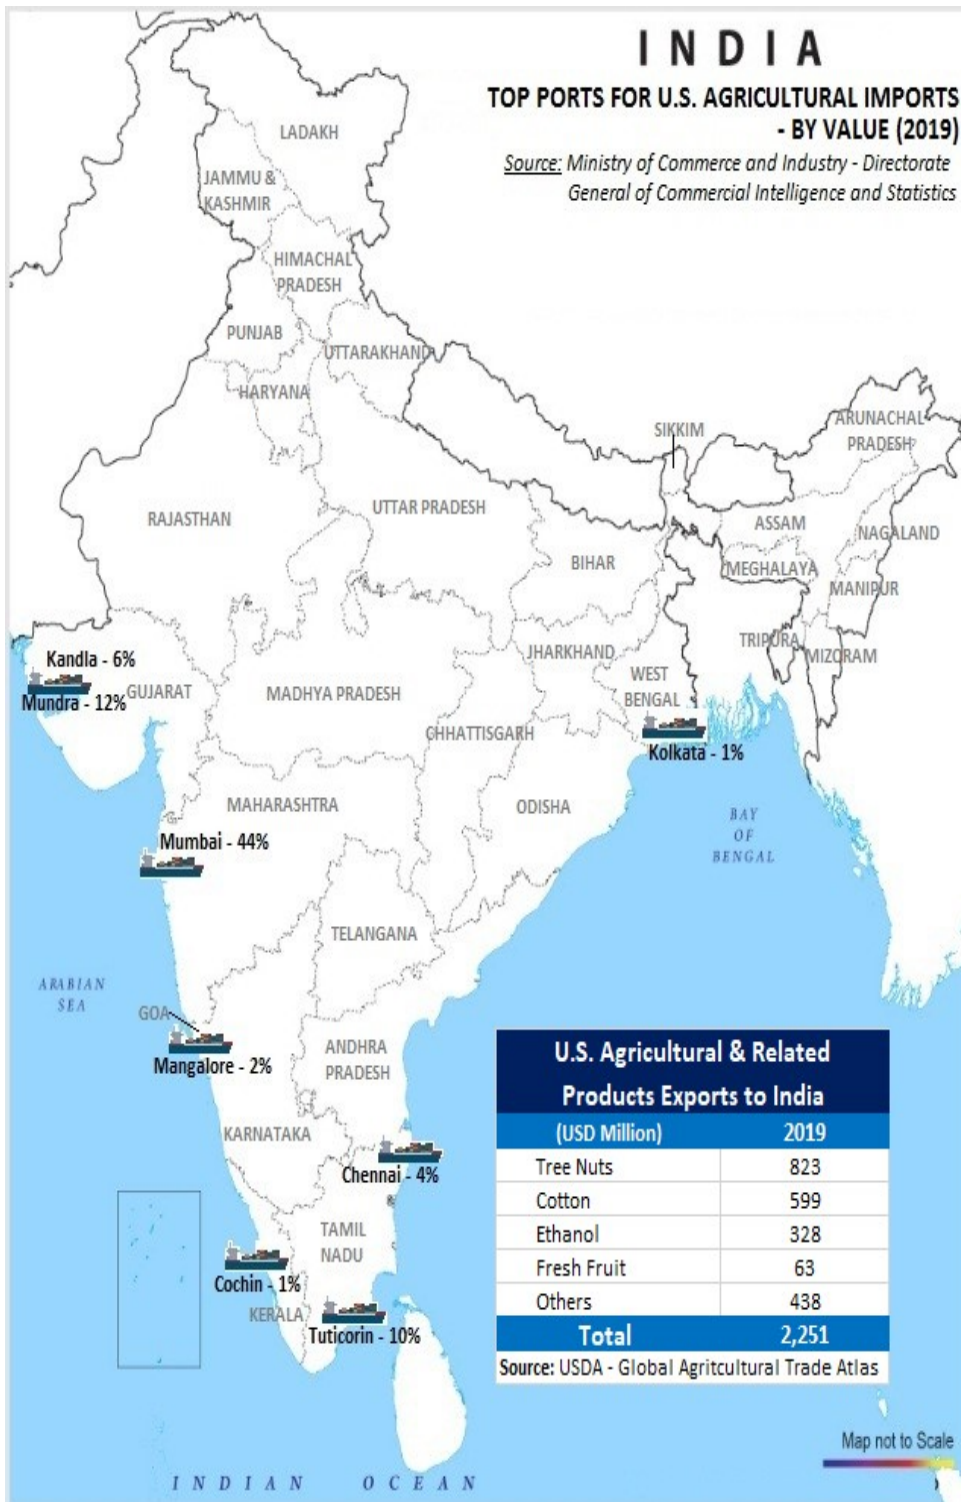 INDIA
TOP PORTS FOR U.S. AGRICULTURAL IMPORTS
- BY VALUE (2019)
Source: Ministry of Commerce and Industry - Directorate
General of Commercial Intelligence and Statistics
LADAKH
JAMMU &
KASHMIR
HIMACHAL
PRADESH
PUNJAB
UTTARAKHAND
HARYANA
SIKKIM
ARUNACHAL
PRADESH
RAJASTHAN
UTTAR PRADESH
ASSAM
NAGALAND
BIHAR
MEGHALAYA
MANIPUR
TRIPURA
MIZORAM
JHARKHAND
WEST
BENGAL
Kandla - 6%
Mundra - 12%
GUJARAT
MADHYA PRADESH
CHHATTISGARH
Kolkata - 1%
MAHARASHTRA
ODISHA
BAY
OF
BENGAL
Mumbai - 44%
TELANGANA
ARABIAN
SEA
GOA
Mangalore - 2%
ANDHRA
PRADESH
KARNATAKA
Chennai - 4%
TAMIL
NADU
Cochin - 1%
KERALA
Tuticorin - 10%
U.S. Agricultural & Related
Products Exports to India
(USD Million) 2019
Tree Nuts 823
Cotton 599
Ethanol 328
Fresh Fruit 63
Others 438
Total 2,251
Source: USDA - Global Agritcultural Trade Atlas
Map not to Scale
INDIAN OCEAN